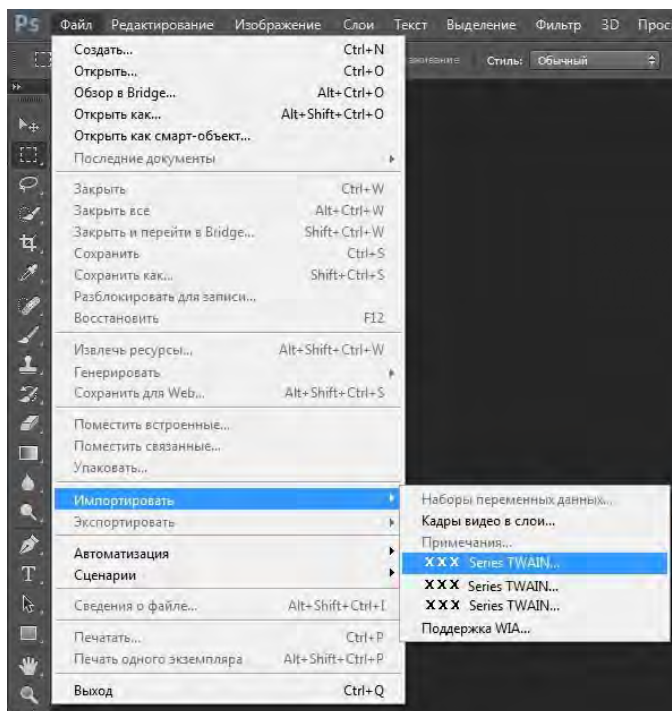 Ps Файл Редактирование Изображение Слои Текст Выделение Фильтр 3D Прос
Стиль: Обычный
Создать... Ctrl+N
Открыть... Ctrl+O
Обзор в Bridge... Alt+Ctrl+O
Открыть как... Alt+Shift+Ctrl+O
Открыть как смарт-объект...
Последние документы
Закрыть Ctrl+W
Закрыть все Alt+Ctrl+W
Закрыть и перейти в Bridge... Shift+Ctrl+W
Сохранить Ctrl+S
Сохранить как... Shift+Ctrl+S
Разблокировать для записи...
Восстановить F12
Извлечь ресурсы... Alt+Shift+Ctrl+W
Генерировать
Сохранить для Web... Alt+Shift+Ctrl+S
Поместить встроенные...
Поместить связанные...
Упаковать...
Импортировать
Экспортировать
Автоматизация
Сценарии
Сведения о файле... Alt+Shift+Ctrl+I
Печатать... Ctrl+P
Печать одного экземпляра Alt+Shift+Ctrl+P
Выход Ctrl+Q
Наборы переменных данных...
Кадры видео в слои...
Примечания...
XXX Series TWAIN...
XXX Series TWAIN...
XXX Series TWAIN...
Поддержка WIA...